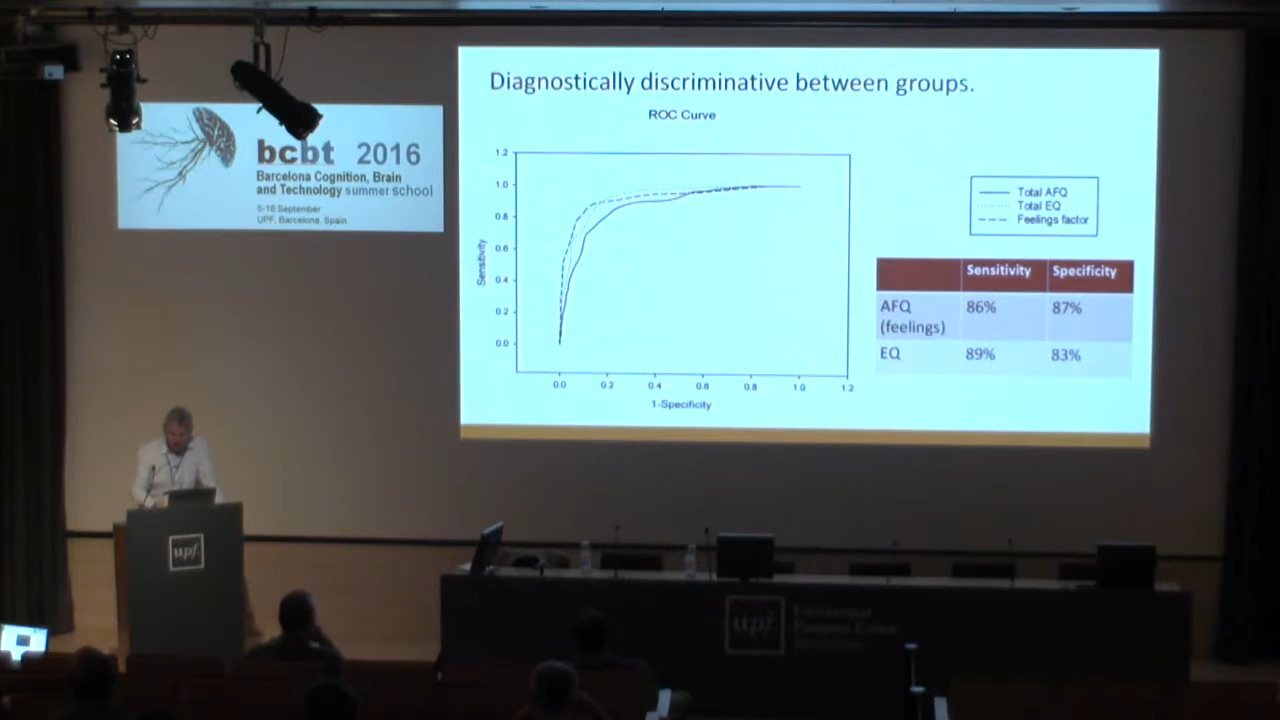 bcbt 2016
Barcelona Cognition, Brain
and Technology summer school
5-16 September
UPF, Barcelona, Spain
Diagnostically discriminative between groups.
ROC Curve
1.2
1.0
0.8
0.6
0.4
0.2
0.0
Sensitivity
0.0 0.2 0.4 0.6 0.8 1.0 1.2
1-Specificity
Total AFQ
Total EQ
Feelings factor
Sensitivity Specificity
AFQ 86% 87%
(feelings)
EQ 89% 83%
upf.
upf.